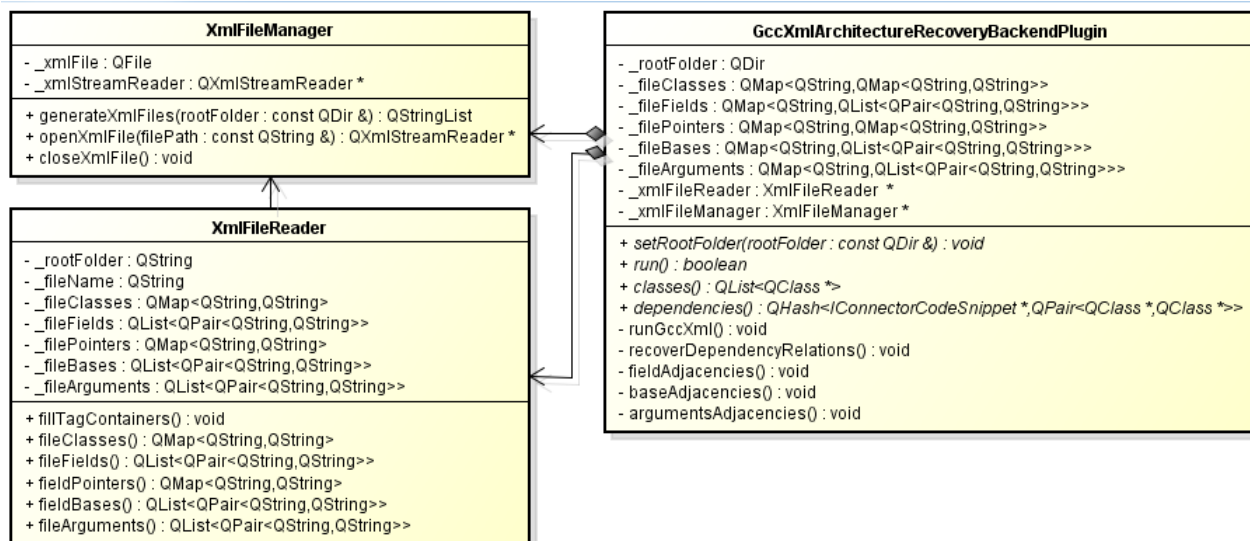 XmlFileManager
- _xmlFile : QFile
- _xmlStreamReader : QXmlStreamReader *
+ generateXmlFiles(rootFolder : const QDir &) : QStringList
+ openXmlFile(filePath : const QString &) : QXmlStreamReader *
+ closeXmlFile() : void
XmlFileReader
- _rootFolder : QString
- _fileName : QString
- _fileClasses : QMap<QString,QString>
- _fileFields : QList<QPair<QString,QString>>
- _filePointers : QMap<QString,QString>
- _fileBases : QList<QPair<QString,QString>>
- _fileArguments : QList<QPair<QString,QString>>
+ fillTagContainers() : void
+ fileClasses() : QMap<QString,QString>
+ fileFields() : QList<QPair<QString,QString>>
+ fieldPointers() : QMap<QString,QString>
+ fieldBases() : QList<QPair<QString,QString>>
+ fileArguments() : QList<QPair<QString,QString>>
GccXmlArchitectureRecoveryBackendPlugin
- _rootFolder : QDir
- _fileClasses : QMap<QString,QMap<QString,QString>>
- _fileFields : QMap<QString,QList<QPair<QString,QString>>>
- _filePointers : QMap<QString,QMap<QString,QString>>
- _fileBases : QMap<QString,QList<QPair<QString,QString>>>
- _fileArguments : QMap<QString,QList<QPair<QString,QString>>>
- _xmlFileReader : XmlFileReader *
- _xmlFileManager : XmlFileManager *
+ setRootFolder(rootFolder : const QDir &) : void
+ run() : boolean
+ classes() : QList<QClass *>
+ dependencies() : QHash<IConnectorCodeSnippet *,QPair<QClass *,QClass *>>
- runGccXml() : void
- recoverDependencyRelations() : void
- fieldAdjacencies() : void
- baseAdjacencies() : void
- argumentsAdjacencies() : void